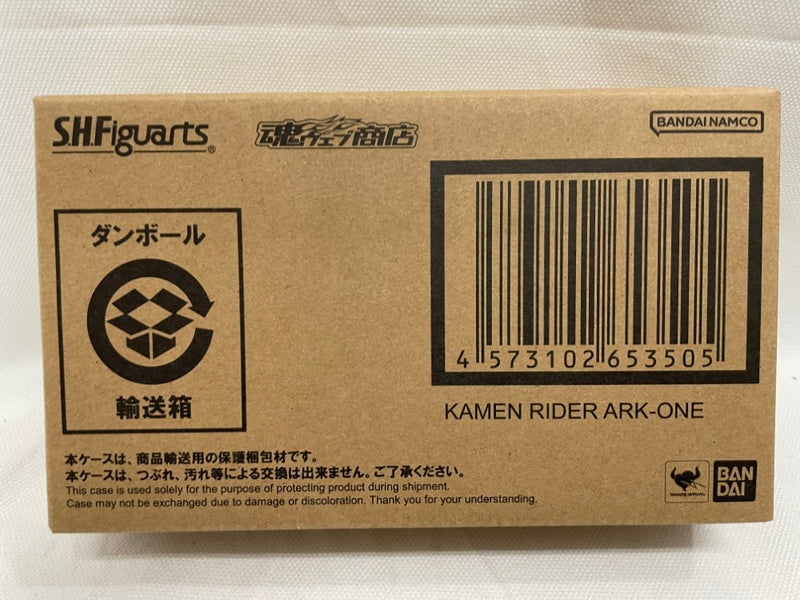 S.H.Figuarts®
魂ウェブ商店
BANDAI NAMCO
ダンボール
輸送箱
4 573102 653505
KAMEN RIDER ARK-ONE
本ケースは、商品輸送用の保護梱包材です。
本ケースは、つぶれ、汚れ等による交換は出来ません。ご了承ください。
This case is used solely for the purpose of protecting product during shipment.
Case may not be exchanged due to damage or discoloration. Thank you for your understanding.
BAN
DAI